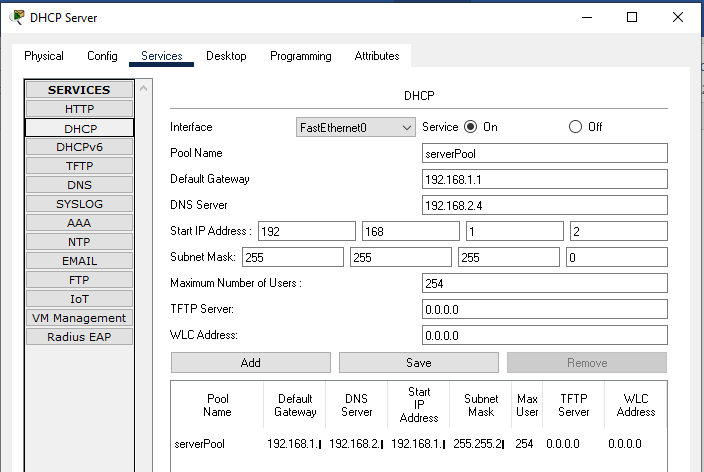 DHCP Server
Physical Config Services Desktop Programming Attributes
SERVICES
HTTP
DHCP
DHCPv6
TFTP
DNS
SYSLOG
AAA
NTP
EMAIL
FTP
IoT
VM Management
Radius EAP
DHCP
Interface FastEthernet0 Service On Off
Pool Name serverPool
Default Gateway 192.168.1.1
DNS Server 192.168.2.4
Start IP Address : 192 168 1 2
Subnet Mask: 255 255 255 0
Maximum Number of Users : 254
TFTP Server: 0.0.0.0
WLC Address: 0.0.0.0
Add Save Remove
Pool Name Default Gateway DNS Server Start IP Address Subnet Mask Max User TFTP Server WLC Address
serverPool 192.168.1. 192.168.2. 192.168.1. 255.255.2 254 0.0.0.0 0.0.0.0